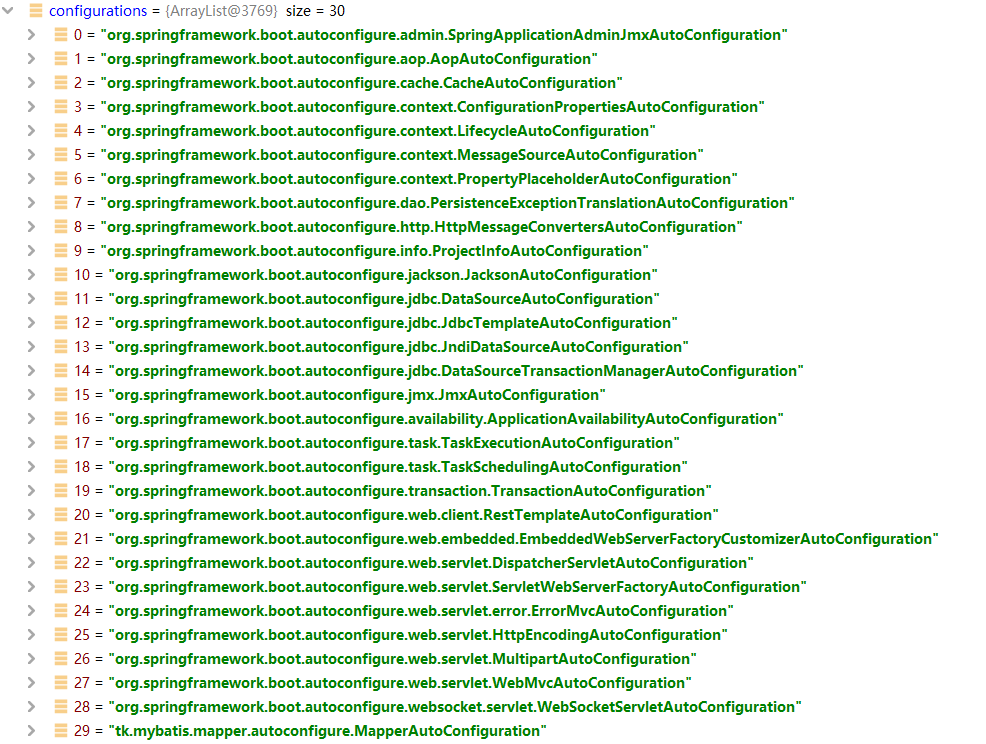 configurations = {ArrayList@3769} size = 30
0 = "org.springframework.boot.autoconfigure.admin.SpringApplicationAdminJmxAutoConfiguration"
1 = "org.springframework.boot.autoconfigure.aop.AopAutoConfiguration"
2 = "org.springframework.boot.autoconfigure.cache.CacheAutoConfiguration"
3 = "org.springframework.boot.autoconfigure.context.ConfigurationPropertiesAutoConfiguration"
4 = "org.springframework.boot.autoconfigure.context.LifecycleAutoConfiguration"
5 = "org.springframework.boot.autoconfigure.context.MessageSourceAutoConfiguration"
6 = "org.springframework.boot.autoconfigure.context.PropertyPlaceholderAutoConfiguration"
7 = "org.springframework.boot.autoconfigure.dao.PersistenceExceptionTranslationAutoConfiguration"
8 = "org.springframework.boot.autoconfigure.http.HttpMessageConvertersAutoConfiguration"
9 = "org.springframework.boot.autoconfigure.info.ProjectInfoAutoConfiguration"
10 = "org.springframework.boot.autoconfigure.jackson.JacksonAutoConfiguration"
11 = "org.springframework.boot.autoconfigure.jdbc.DataSourceAutoConfiguration"
12 = "org.springframework.boot.autoconfigure.jdbc.JdbcTemplateAutoConfiguration"
13 = "org.springframework.boot.autoconfigure.jdbc.JndiDataSourceAutoConfiguration"
14 = "org.springframework.boot.autoconfigure.jdbc.DataSourceTransactionManagerAutoConfiguration"
15 = "org.springframework.boot.autoconfigure.jmx.JmxAutoConfiguration"
16 = "org.springframework.boot.autoconfigure.availability.ApplicationAvailabilityAutoConfiguration"
17 = "org.springframework.boot.autoconfigure.task.TaskExecutionAutoConfiguration"
18 = "org.springframework.boot.autoconfigure.task.TaskSchedulingAutoConfiguration"
19 = "org.springframework.boot.autoconfigure.transaction.TransactionAutoConfiguration"
20 = "org.springframework.boot.autoconfigure.web.client.RestTemplateAutoConfiguration"
21 = "org.springframework.boot.autoconfigure.web.embedded.EmbeddedWebServerFactoryCustomizerAutoConfiguration"
22 = "org.springframework.boot.autoconfigure.web.servlet.DispatcherServletAutoConfiguration"
23 = "org.springframework.boot.autoconfigure.web.servlet.ServletWebServerFactoryAutoConfiguration"
24 = "org.springframework.boot.autoconfigure.web.servlet.error.ErrorMvcAutoConfiguration"
25 = "org.springframework.boot.autoconfigure.web.servlet.HttpEncodingAutoConfiguration"
26 = "org.springframework.boot.autoconfigure.web.servlet.MultipartAutoConfiguration"
27 = "org.springframework.boot.autoconfigure.web.servlet.WebMvcAutoConfiguration"
28 = "org.springframework.boot.autoconfigure.websocket.servlet.WebSocketServletAutoConfiguration"
29 = "tk.mybatis.mapper.autoconfigure.MapperAutoConfiguration"